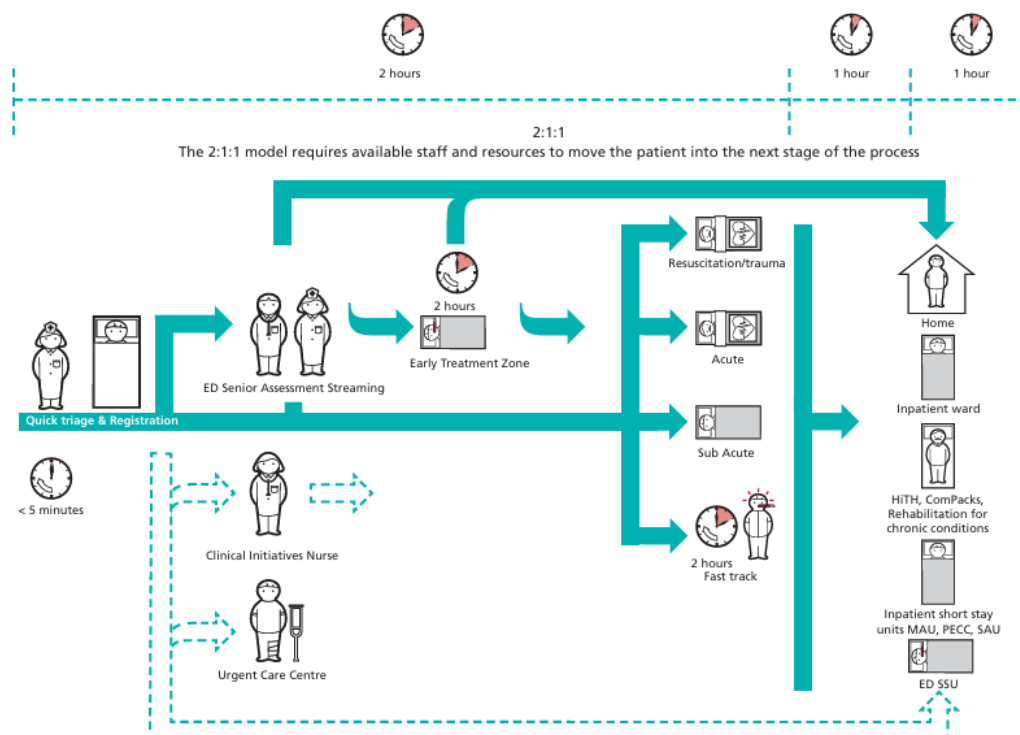 2 hours
1 hour
1 hour
2:1:1
The 2:1:1 model requires available staff and resources to move the patient into the next stage of the process
Resuscitation/trauma
2 hours
Early Treatment Zone
Home
Acute
ED Senior Assessment Streaming
Quick triage & Registration
Inpatient ward
Sub Acute
< 5 minutes
HiTH, ComPacks,
Rehabilitation for
chronic conditions
Clinical Initiatives Nurse
2 hours
Fast track
Inpatient short stay
units MAU, PECC, SAU
Urgent Care Centre
ED SSU